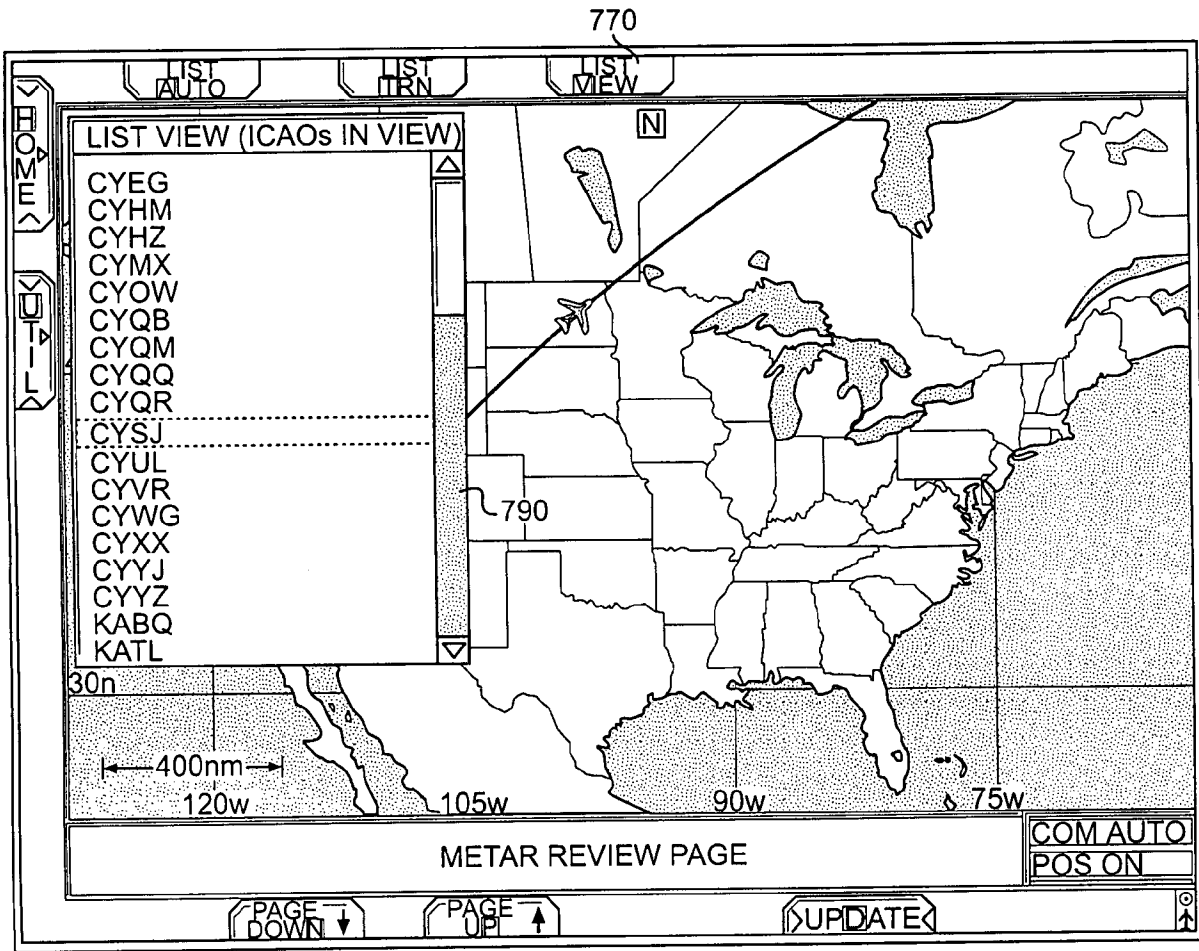 770
LIST AUTO
LIST TRN
LIST VIEW
HOME
UTIL
N
LIST VIEW (ICAOs IN VIEW)
CYEG
CYHM
CYHZ
CYMX
CYOW
CYQB
CYQM
CYQQ
CYQR
CYSJ
CYUL
CYVR
CYWG
CYXX
CYYJ
CYYZ
KABQ
KATL
790
30n
400nm
120w
105w
90w
75w
METAR REVIEW PAGE
COM AUTO
POS ON
PAGE DOWN
PAGE UP
>UPDATE<